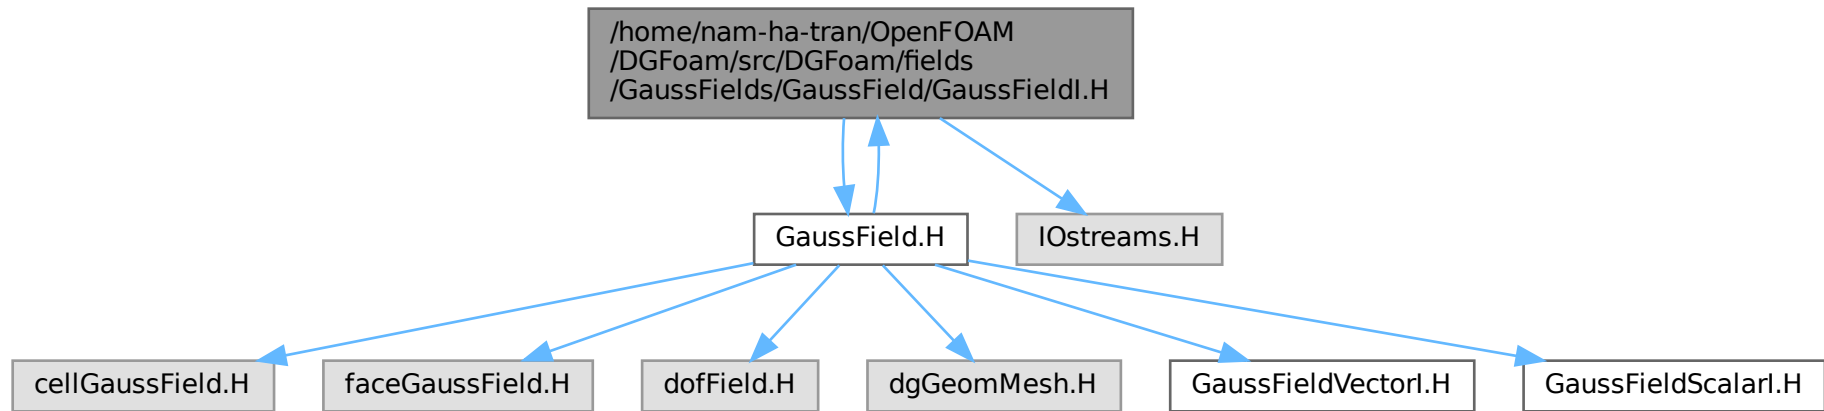 /home/nam-ha-tran/OpenFOAM
/DGFoam/src/DGFoam/fields
/GaussFields/GaussField/GaussFieldI.H
GaussField.H
IOstreams.H
cellGaussField.H
faceGaussField.H
dofField.H
dgGeomMesh.H
GaussFieldVectorI.H
GaussFieldScalarI.H